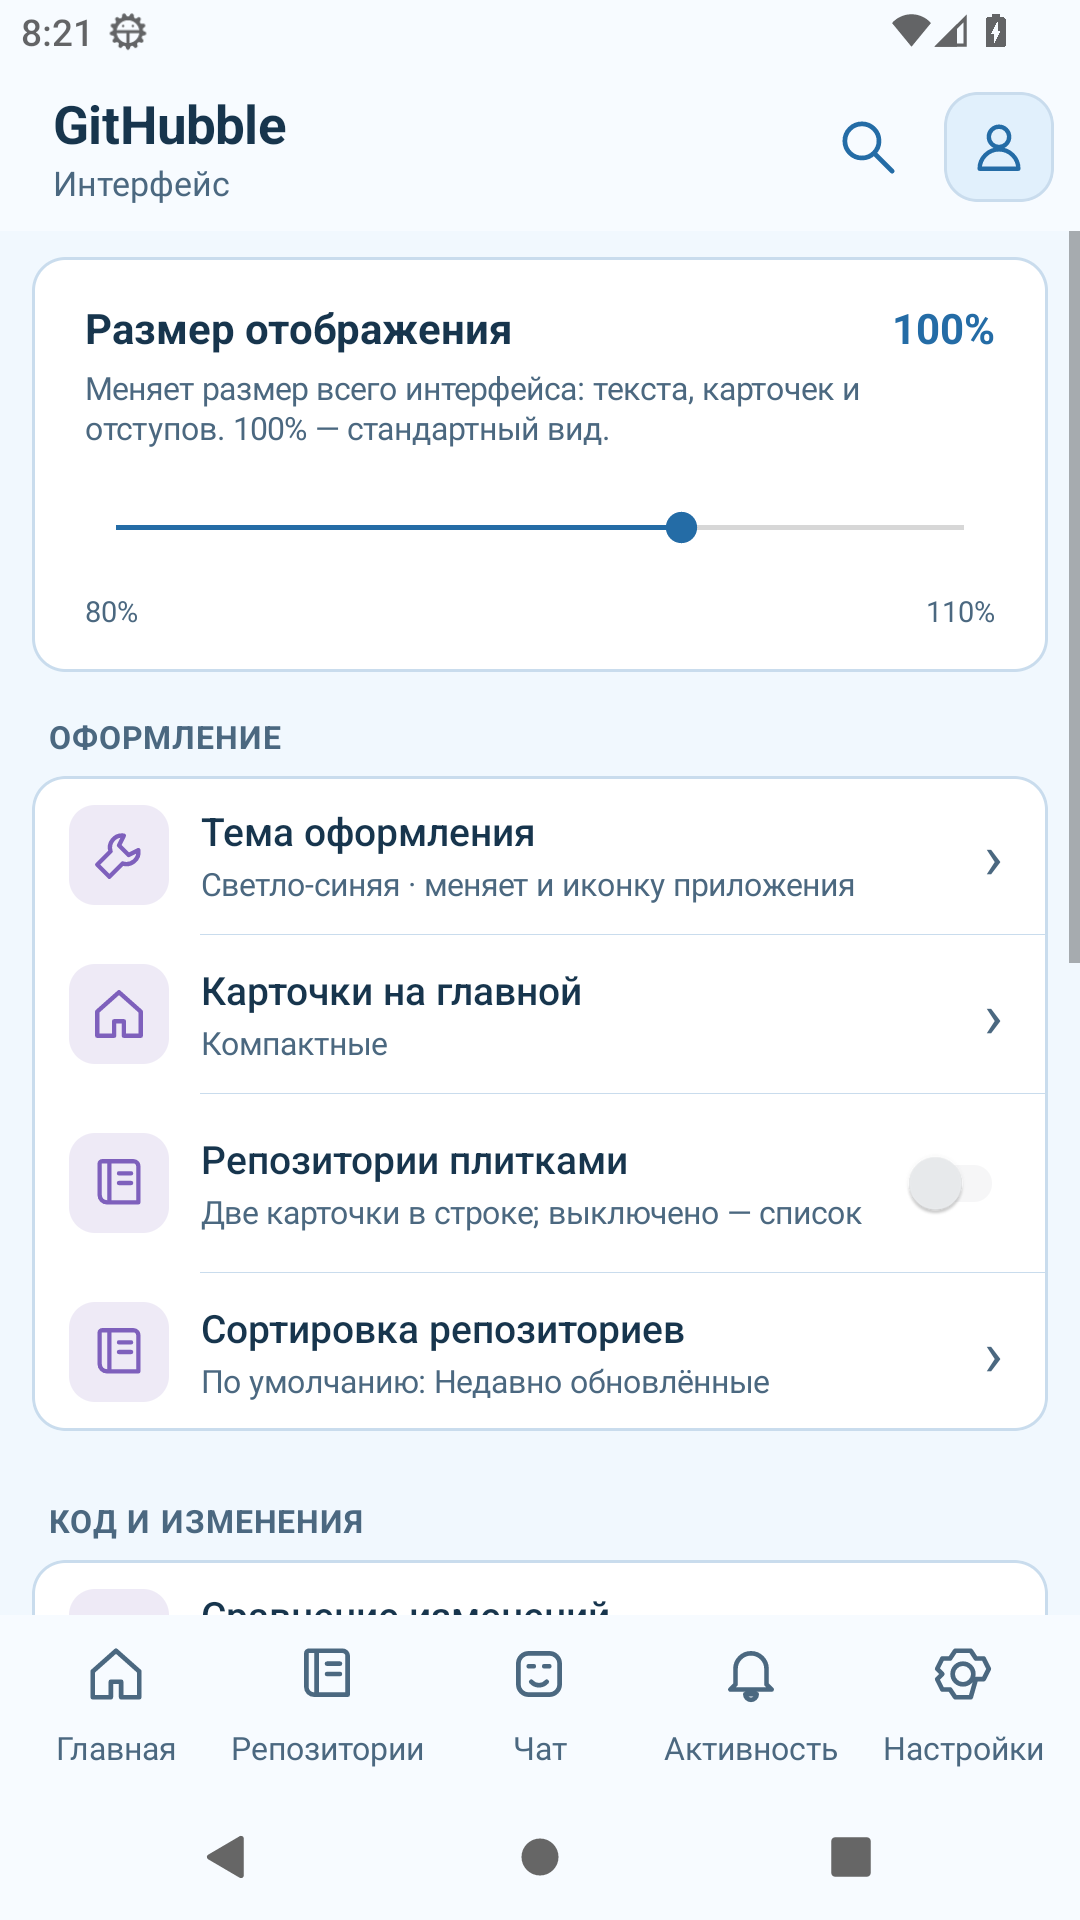 8:21
GitHubble
Интерфейс
Размер отображения
100%
Меняет размер всего интерфейса: текста, карточек и
отступов. 100% — стандартный вид.
80%
110%
ОФОРМЛЕНИЕ
Тема оформления
Светло-синяя · меняет и иконку приложения
Карточки на главной
Компактные
Репозитории плитками
Две карточки в строке; выключено — список
Сортировка репозиториев
По умолчанию: Недавно обновлённые
КОД И ИЗМЕНЕНИЯ
Сравнение изменений
Главная
Репозитории
Чат
Активность
Настройки